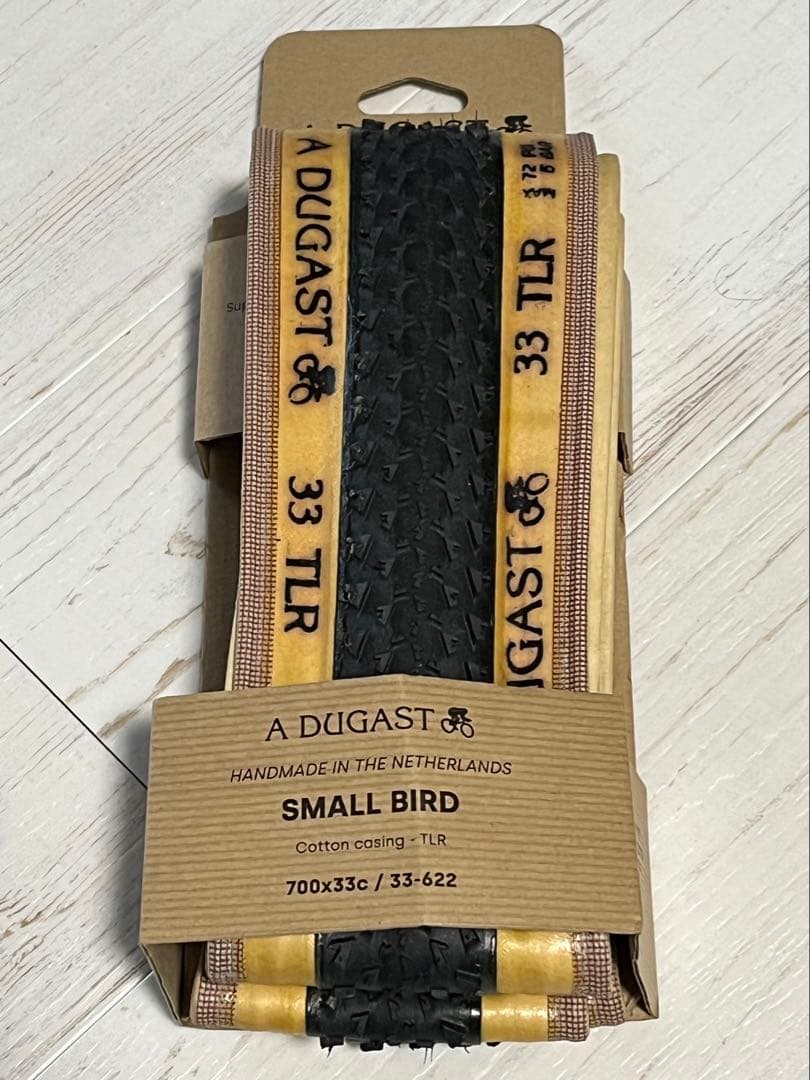 A DUGAST
A DUGAST
33 TLR
33 TLR
A DUGAST
HANDMADE IN THE NETHERLANDS
SMALL BIRD
Cotton casing - TLR
700x33c / 33-622